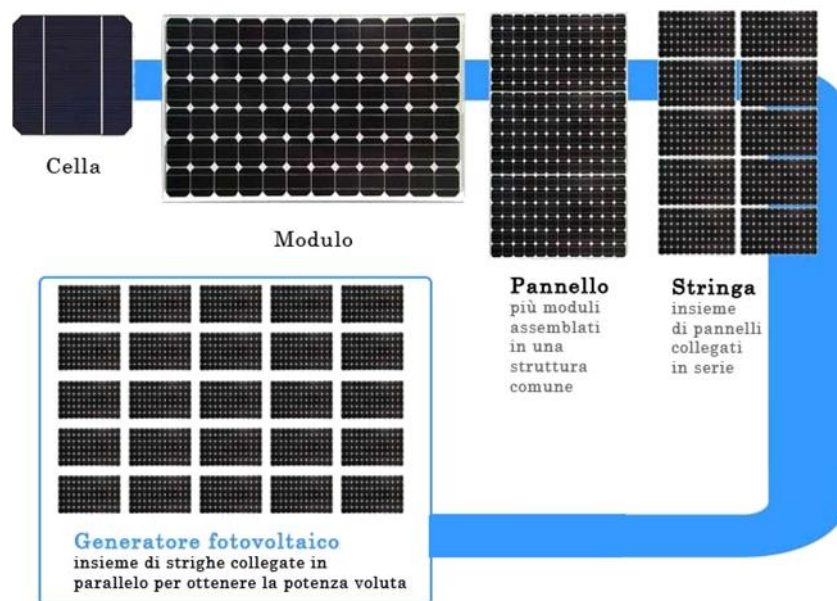 Cella
Modulo
Pannello
più moduli
assemblati
in una
struttura
comune
Stringa
insieme
di pannelli
collegati
in serie
Generatore fotovoltaico
insieme di strighe collegate in
parallelo per ottenere la potenza voluta